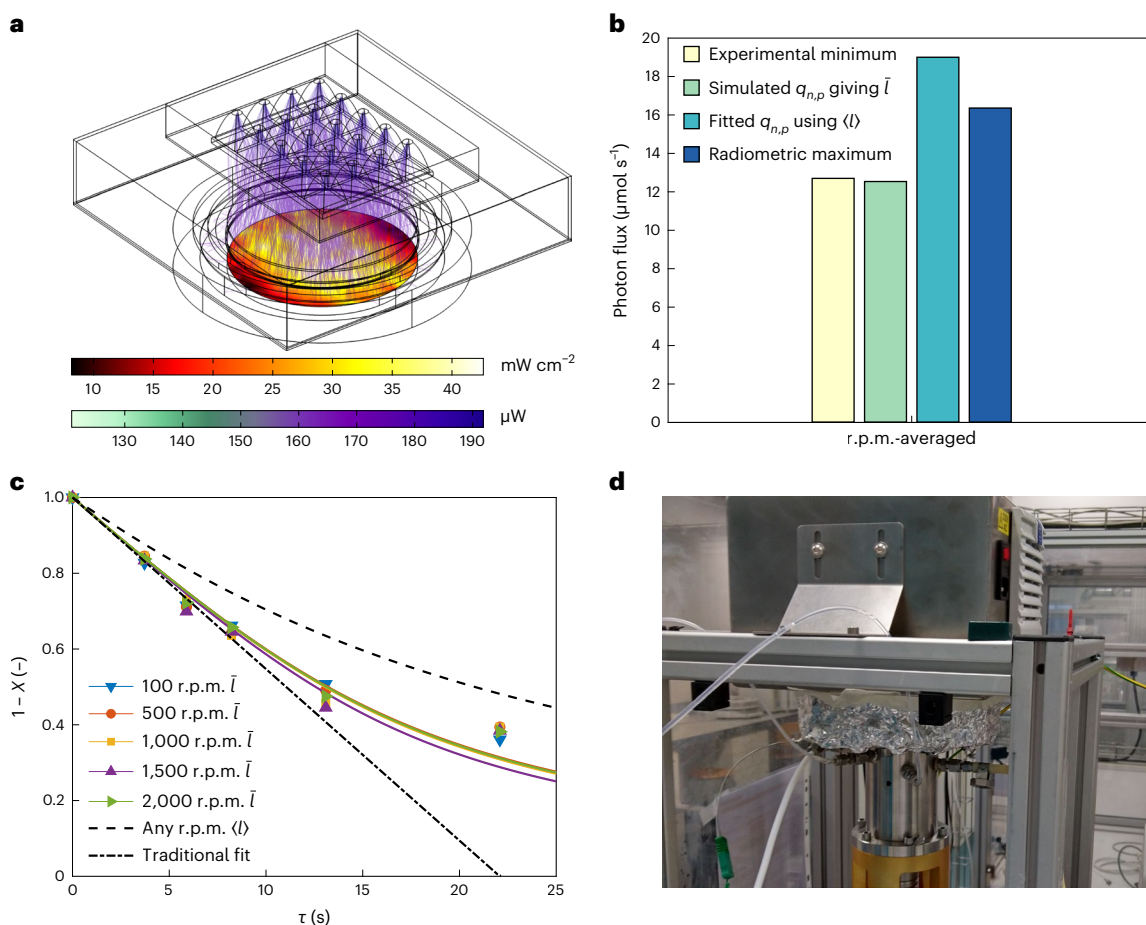 a
mW cm⁻²
10 15 20 25 30 35 40
µW
130 140 150 160 170 180 190
b
20
18
16
14
12
10
8
6
4
2
0
Photon flux (µmol s⁻¹)
Experimental minimum
Simulated qn,p giving l̄
Fitted qn,p using ⟨l⟩
Radiometric maximum
r.p.m.-averaged
c
1.0
0.8
0.6
0.4
0.2
0
1 − X (–)
100 r.p.m. l̄
500 r.p.m. l̄
1,000 r.p.m. l̄
1,500 r.p.m. l̄
2,000 r.p.m. l̄
Any r.p.m. ⟨l⟩
Traditional fit
0 5 10 15 20 25
τ (s)
d